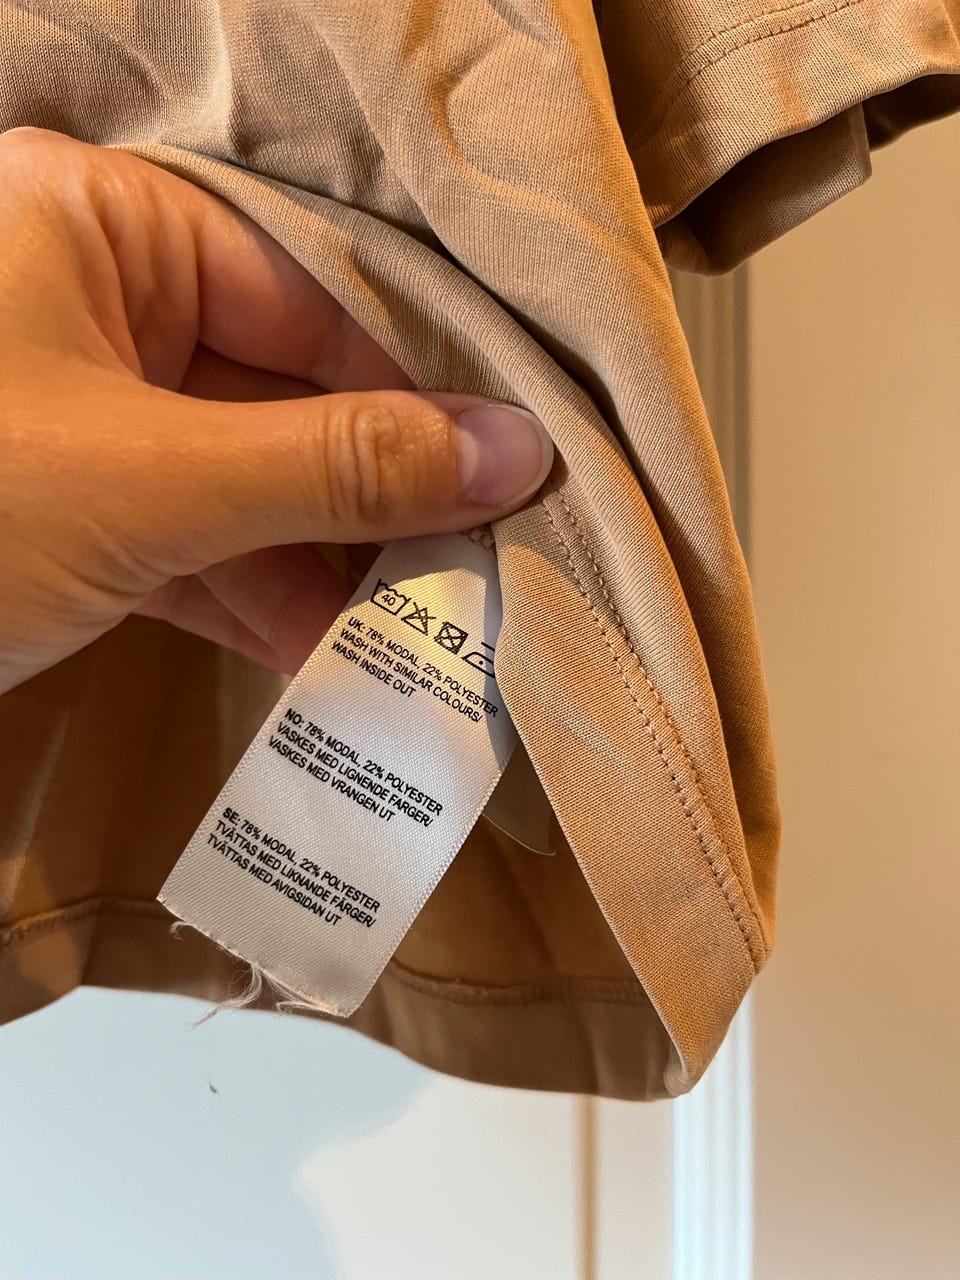 40
UK: 78% MODAL, 22% POLYESTER
WASH WITH SIMILAR COLOURS/
WASH INSIDE OUT
NO: 78% MODAL, 22% POLYESTER
VASKES MED LIGNENDE FARGER/
VASKES MED VRANGEN UT
SE: 78% MODAL, 22% POLYESTER
TVÄTTAS MED LIKNANDE FÄRGER/
TVÄTTAS MED AVIGSIDAN UT